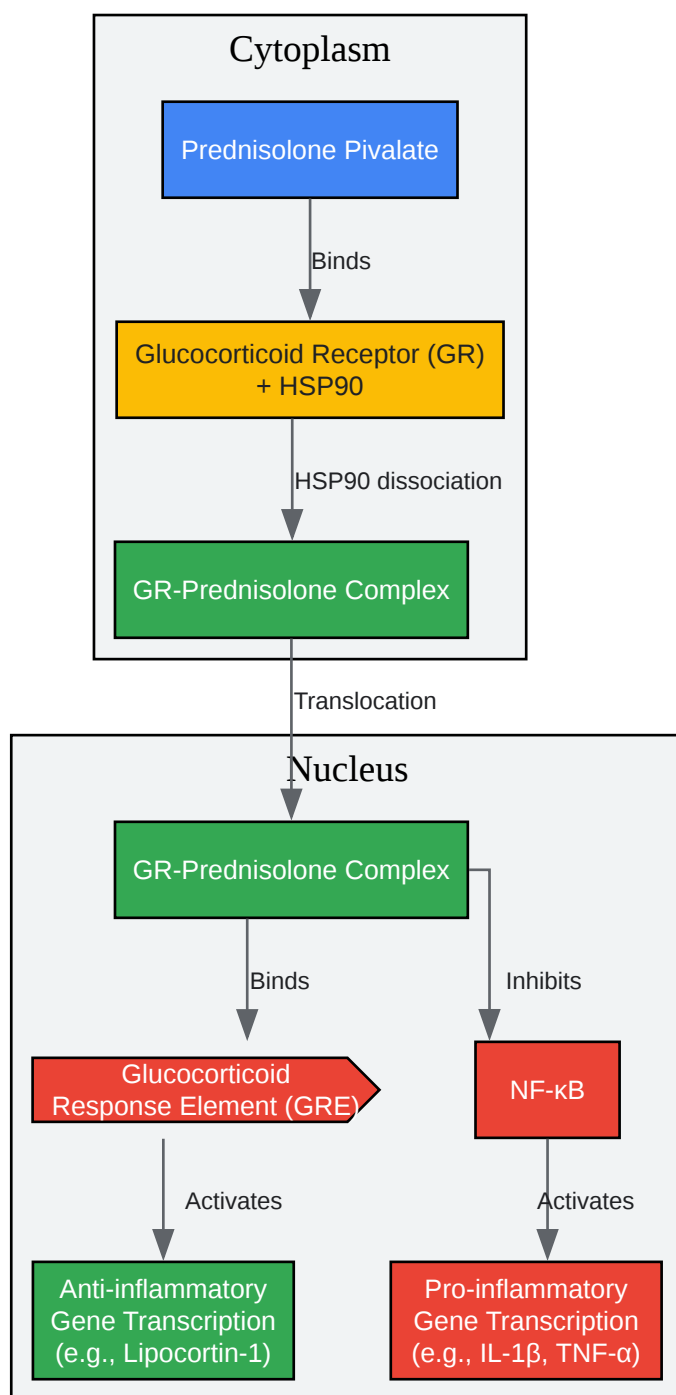 Cytoplasm
Prednisolone Pivalate
Binds
Glucocorticoid Receptor (GR)
+ HSP90
HSP90 dissociation
GR-Prednisolone Complex
Translocation
Nucleus
GR-Prednisolone Complex
Binds
Inhibits
Glucocorticoid
Response Element (GRE)
NF-κB
Activates
Activates
Anti-inflammatory
Gene Transcription
(e.g., Lipocortin-1)
Pro-inflammatory
Gene Transcription
(e.g., IL-1β, TNF-α)